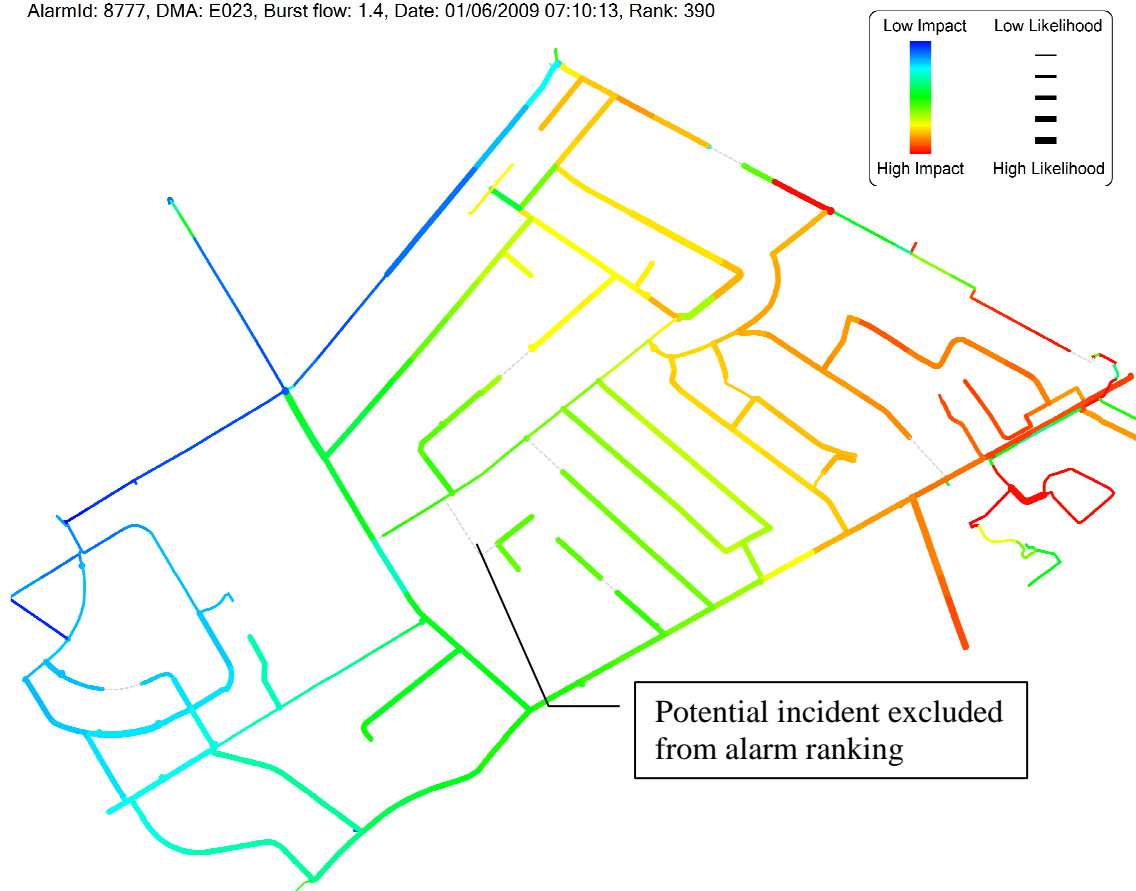 AlarmId: 8777, DMA: E023, Burst flow: 1.4, Date: 01/06/2009 07:10:13, Rank: 390
Low Impact Low Likelihood
High Impact High Likelihood
Potential incident excluded
from alarm ranking